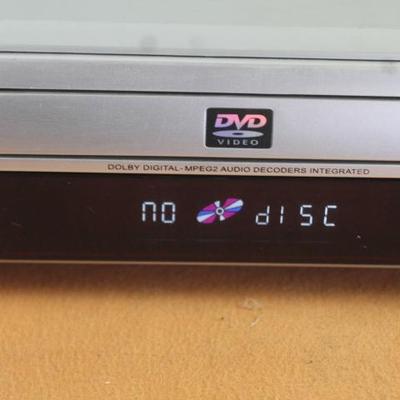 DVD
VIDEO
DOLBY DIGITAL-MPEG2 AUDIO DECODERS INTEGRATED
no dISC